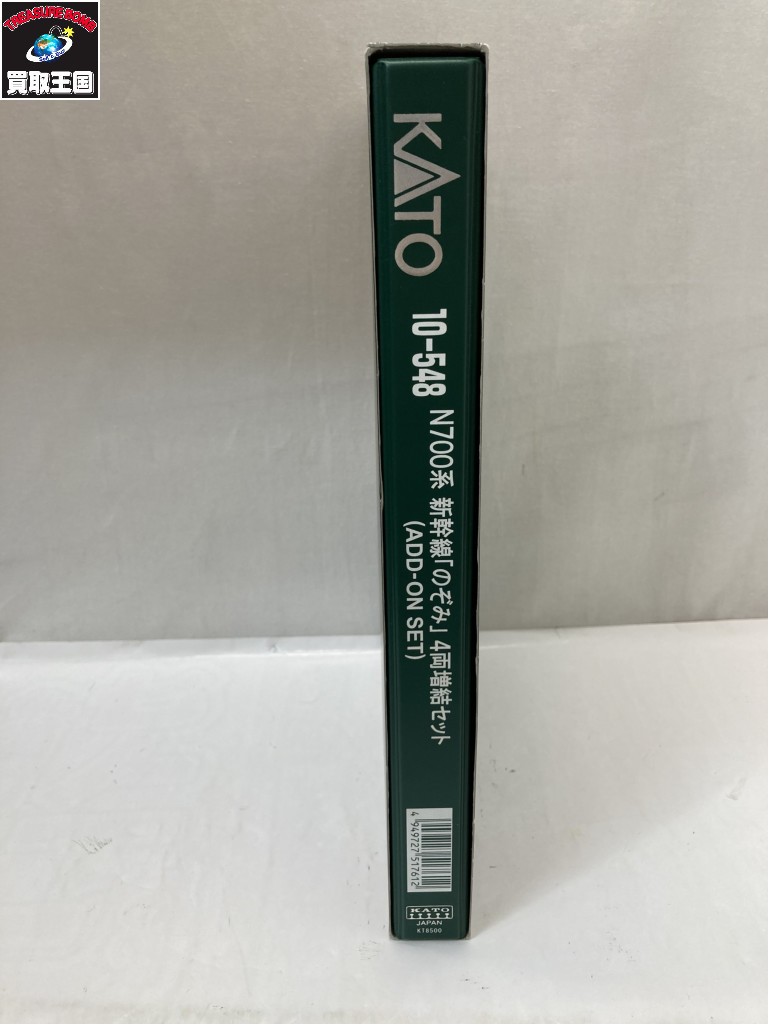 TREASURE BOMB
買取王国
KATO
10-548
N700系 新幹線「のぞみ」4両増結セット
(ADD-ON SET)
4 949727 517612
KATO
JAPAN
KT8500